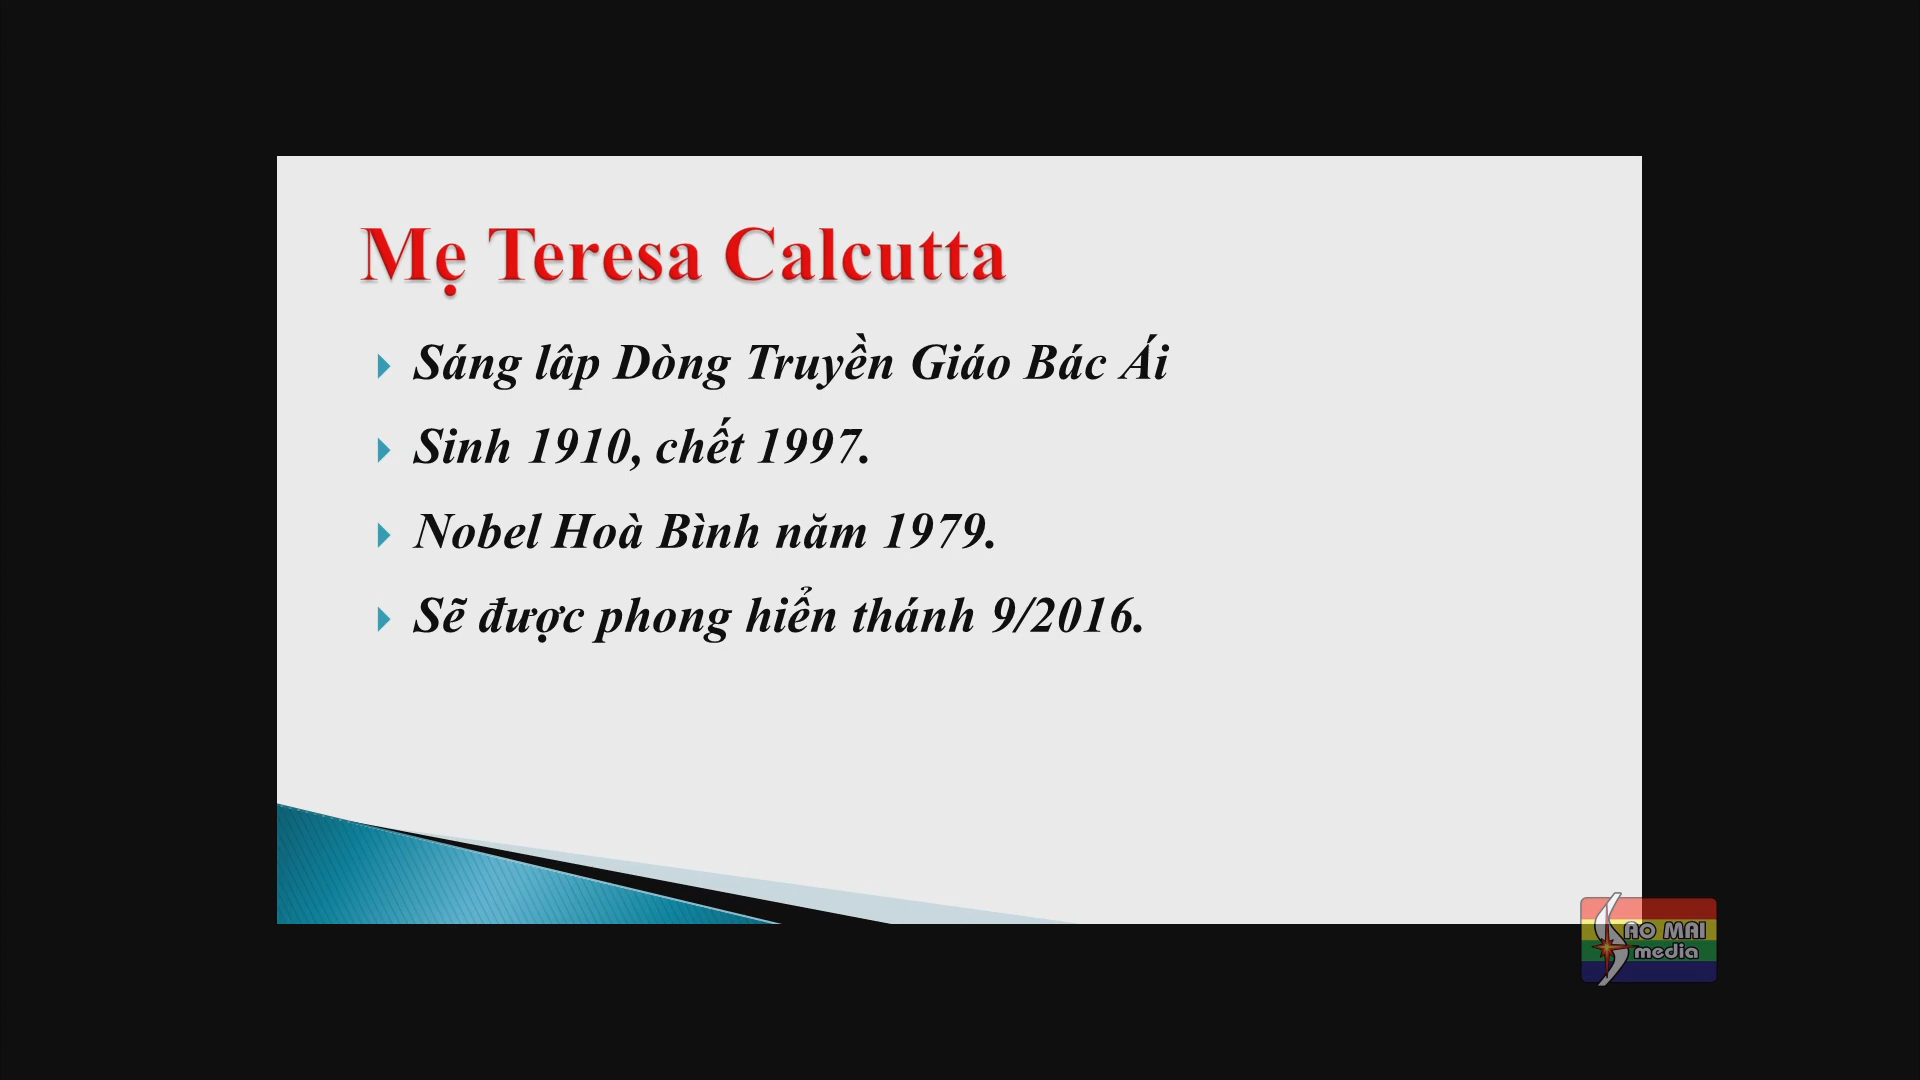 Mẹ Teresa Calcutta
Sáng lâp Dòng Truyền Giáo Bác Ái
Sinh 1910, chết 1997.
Nobel Hoà Bình năm 1979.
Sẽ được phong hiển thánh 9/2016.
SAO MAI
media